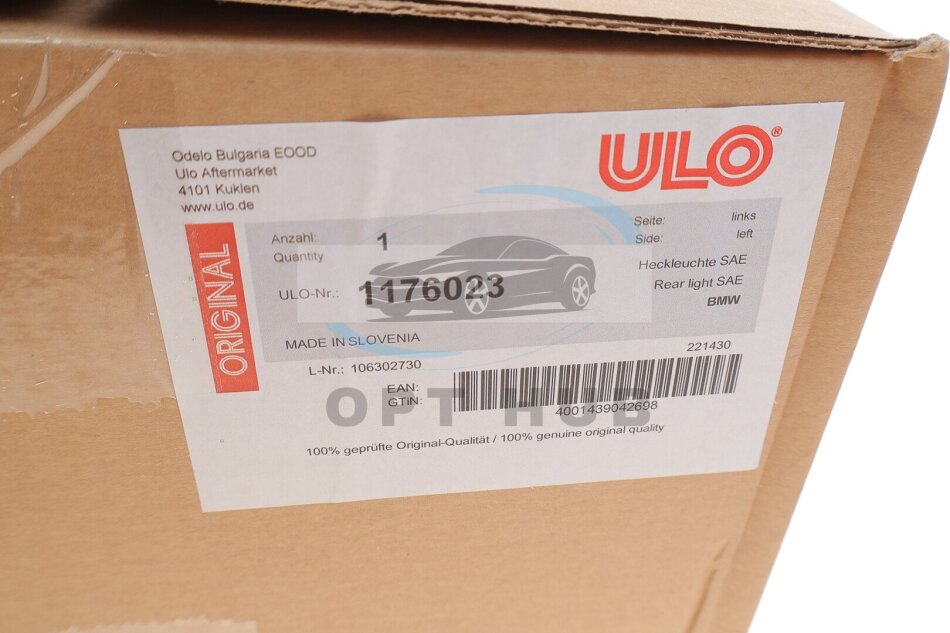 Odelo Bulgaria EOOD
Ulo Aftermarket
4101 Kuklen
www.ulo.de
ULO®
ORIGINAL
Anzahl: 1
Quantity
Seite: links
Side: left
ULO-Nr.: 1176023
Heckleuchte SAE
Rear light SAE
BMW
MADE IN SLOVENIA
L-Nr.: 106302730
221430
EAN:
GTiN:
4001439042698
OPT HUB
100% geprüfte Original-Qualität / 100% genuine original quality